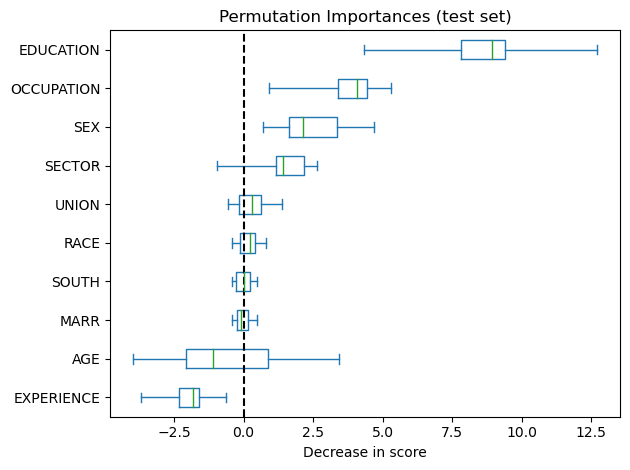 Permutation Importances (test set)
EDUCATION
OCCUPATION
SEX
SECTOR
UNION
RACE
SOUTH
MARR
AGE
EXPERIENCE
−2.5 0.0 2.5 5.0 7.5 10.0 12.5
Decrease in score